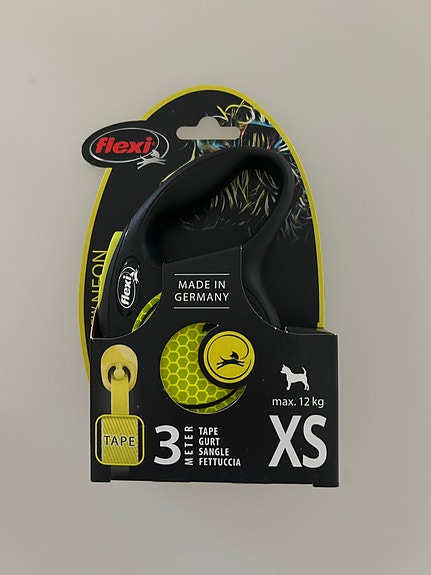 flexi
NEON
flexi
MADE IN
GERMANY
TAPE
3
METER
TAPE
GURT
SANGLE
FETTUCCIA
max. 12 kg
XS